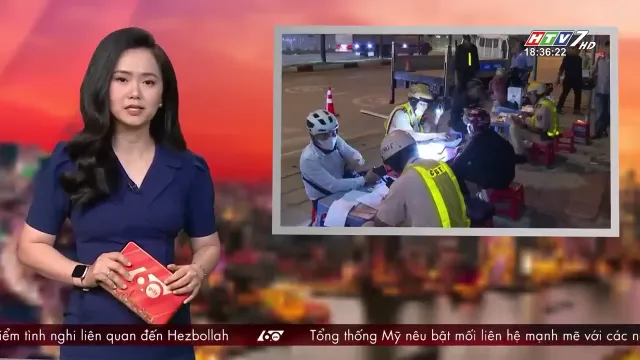 HTV7 HD
18:36:22
CSGT
iểm tình nghi liên quan đến Hezbollah
60
Tổng thống Mỹ nêu bật mối liên hệ mạnh mẽ với các n